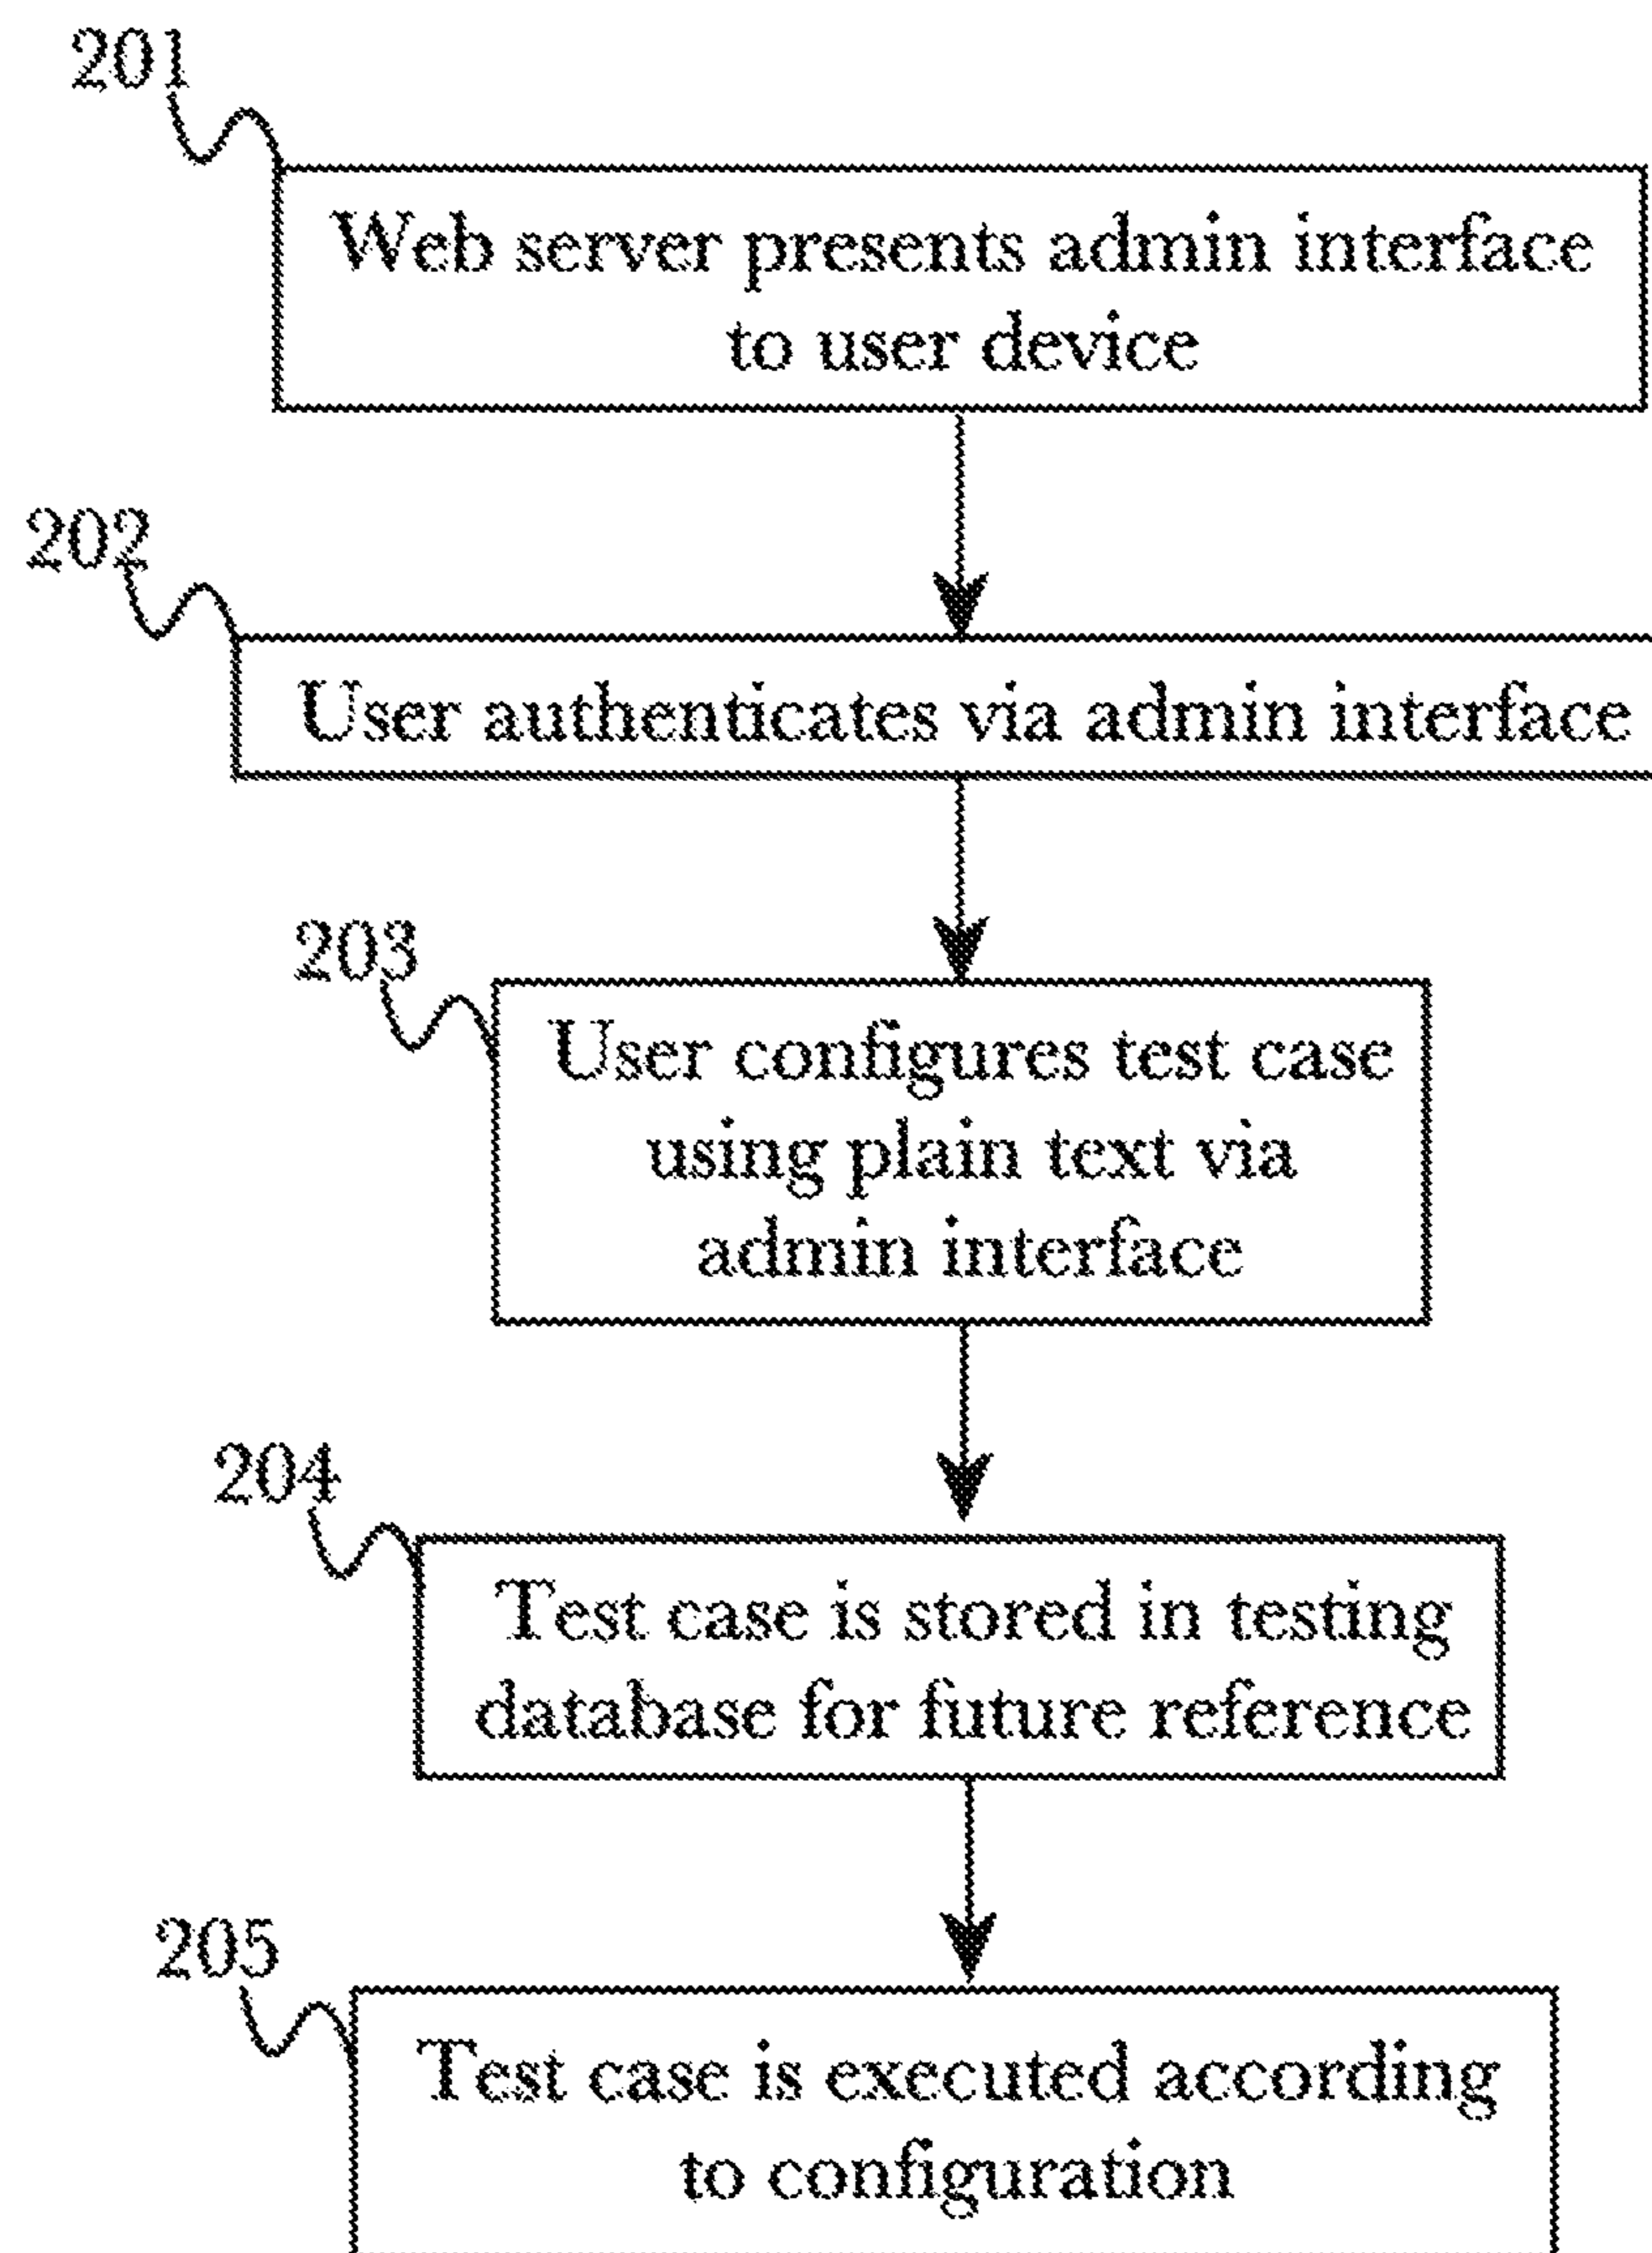 201
Web server presents admin interface
to user device
202
User authenticates via admin interface
203
User configures test case
using plain text via
admin interface
204
Test case is stored in testing
database for future reference
205
Test case is executed according
to configuration